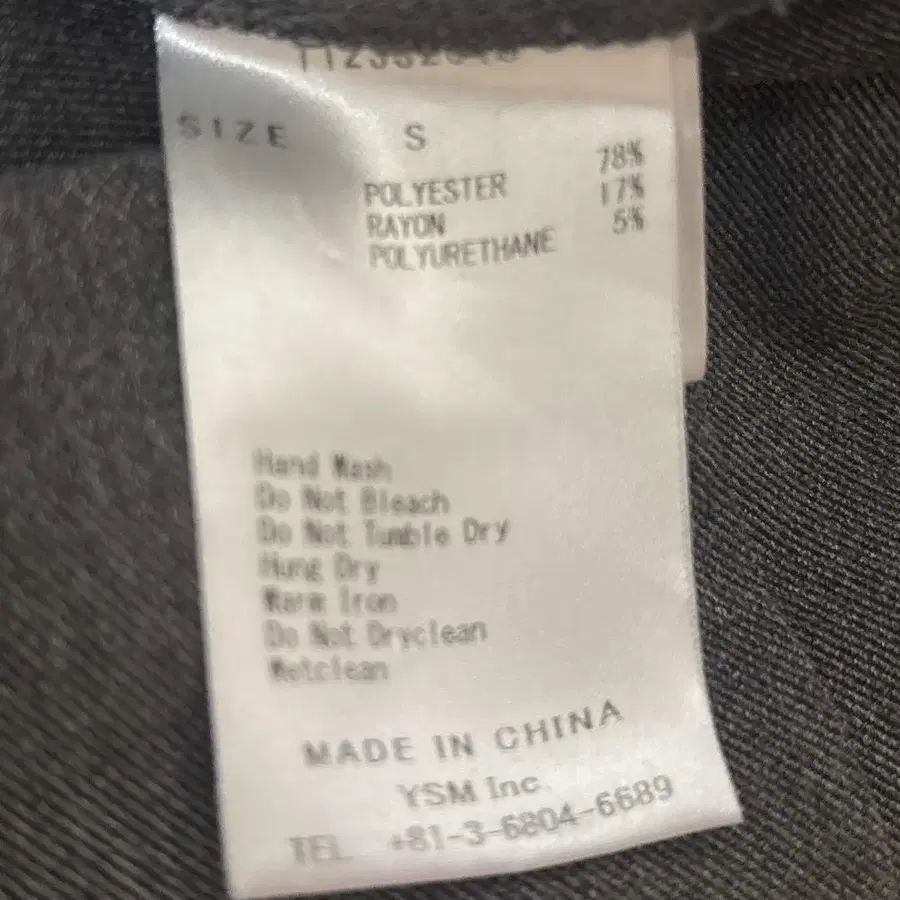 SIZE S
78%
POLYESTER 17%
RAYON 5%
POLYURETHANE
Hand Wash
Do Not Bleach
Do Not Tumble Dry
Hung Dry
Warm Iron
Do Not Dryclean
Wetclean
MADE IN CHINA
YSM Inc.
TEL +81-3-6804-6689